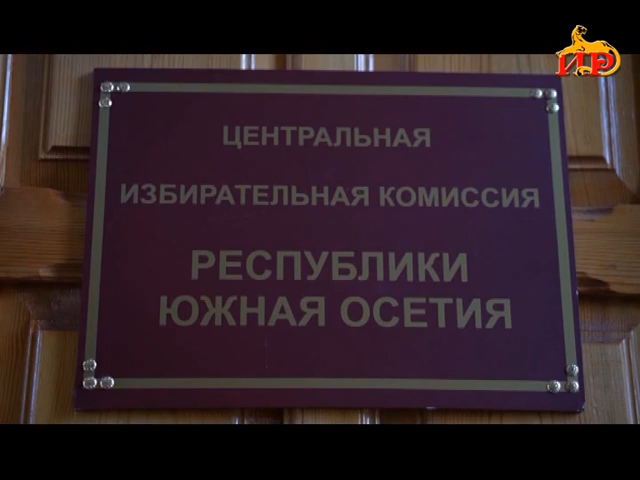 ИР
ЦЕНТРАЛЬНАЯ
ИЗБИРАТЕЛЬНАЯ КОМИССИЯ
РЕСПУБЛИКИ
ЮЖНАЯ ОСЕТИЯ